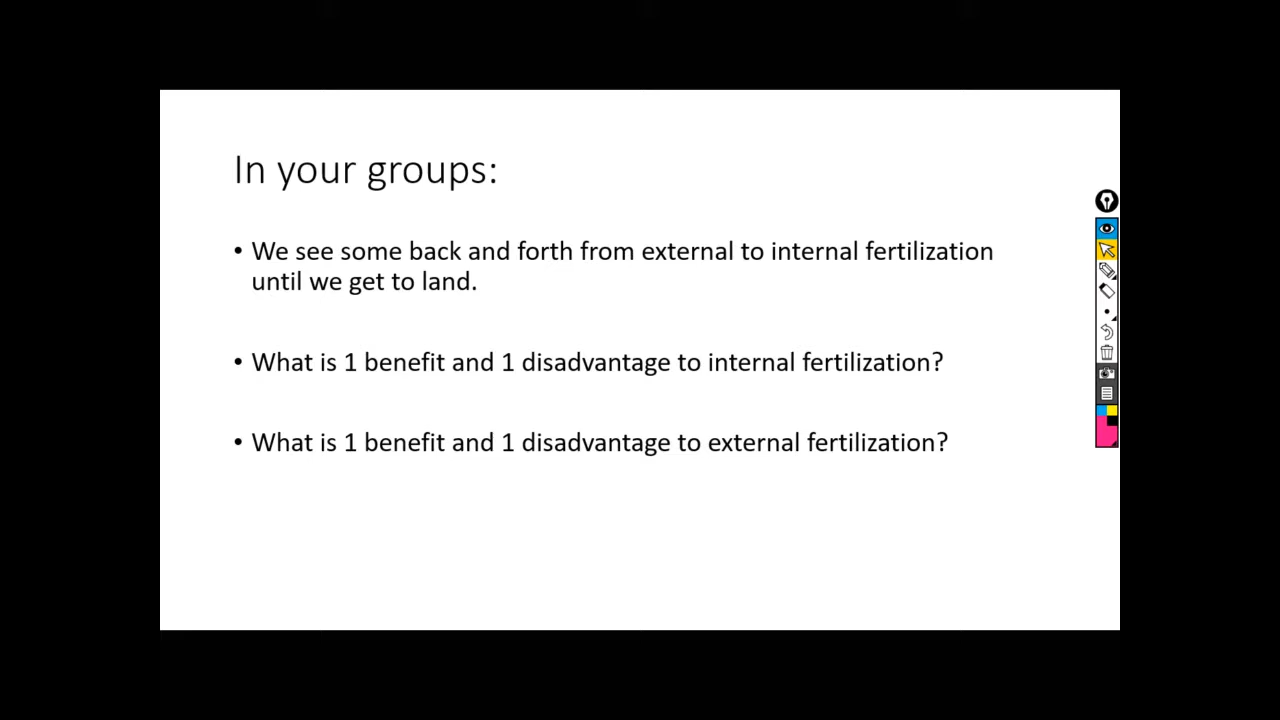 In your groups:
• We see some back and forth from external to internal fertilization
until we get to land.
• What is 1 benefit and 1 disadvantage to internal fertilization?
• What is 1 benefit and 1 disadvantage to external fertilization?